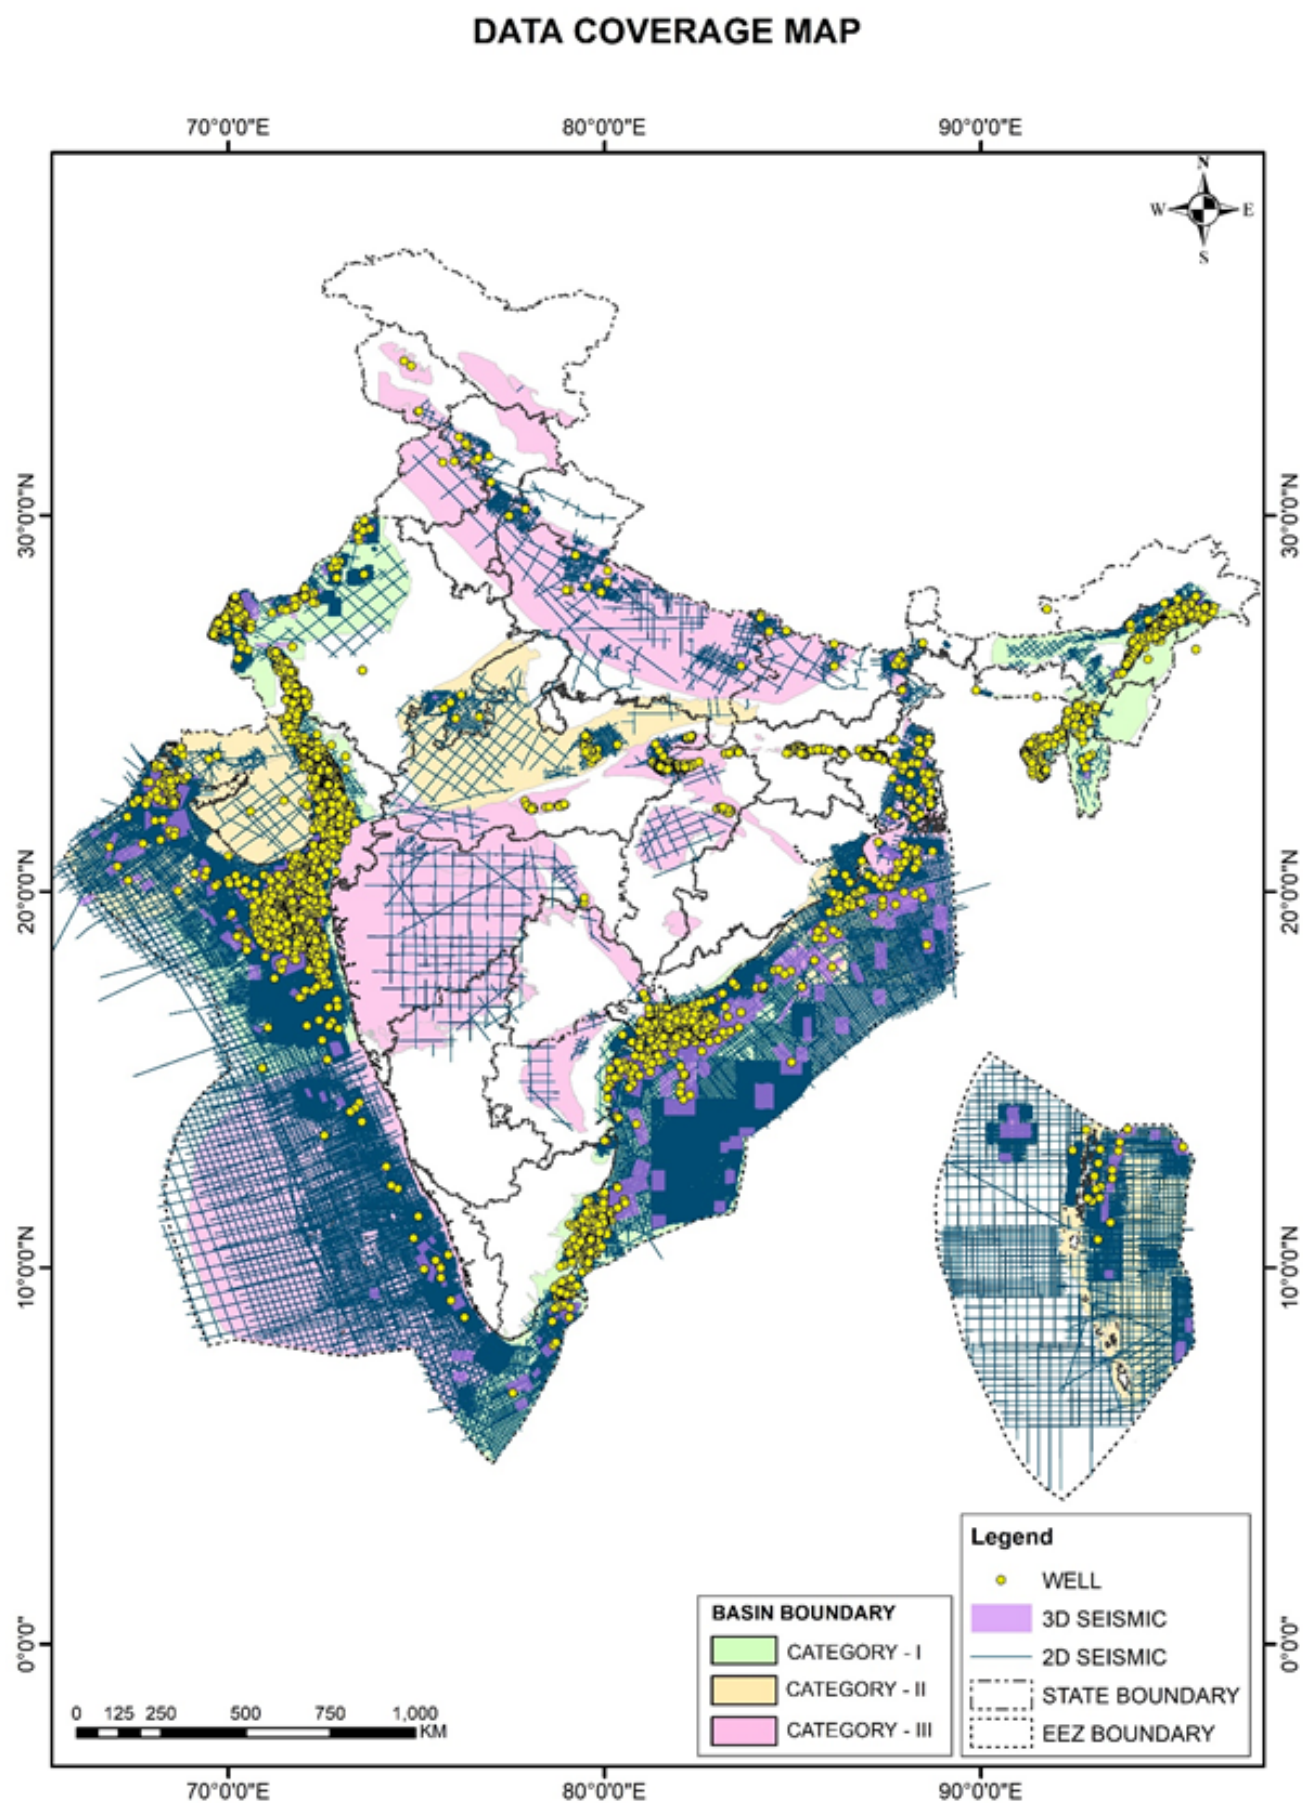 DATA COVERAGE MAP
70°0'0"E 80°0'0"E 90°0'0"E
N
W E
S
30°0'0"N 30°0'0"N
20°0'0"N 20°0'0"N
10°0'0"N 10°0'0"N
0°0'0" 0°0'0"
Legend
WELL
3D SEISMIC
2D SEISMIC
STATE BOUNDARY
EEZ BOUNDARY
BASIN BOUNDARY
CATEGORY - I
CATEGORY - II
CATEGORY - III
0 125 250 500 750 1,000
KM
70°0'0"E 80°0'0"E 90°0'0"E